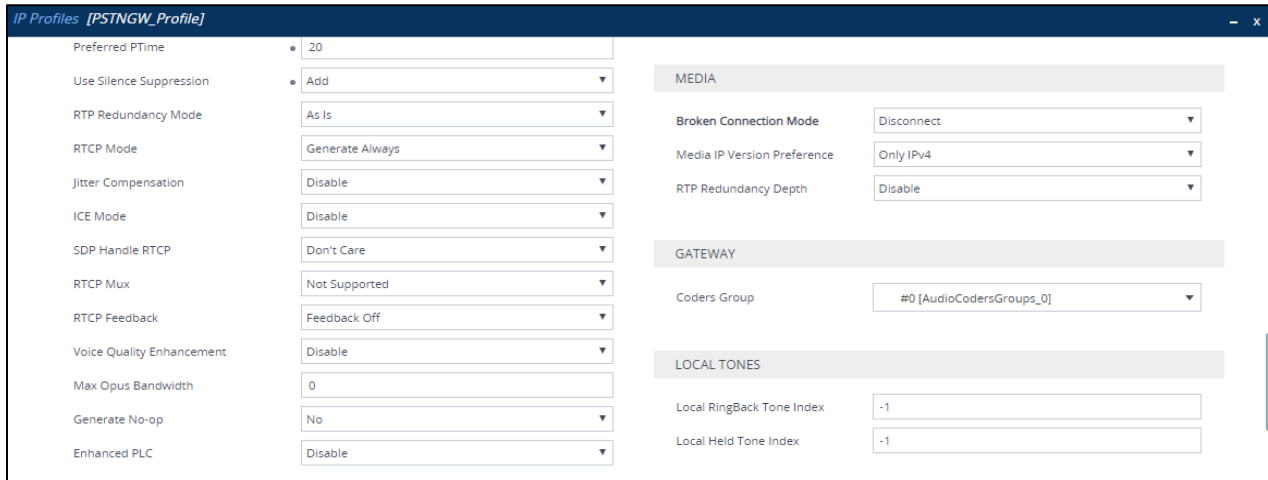 IP Profiles [PSTNGW_Profile]
– x
Preferred PTime 20
Use Silence Suppression Add
RTP Redundancy Mode As Is
RTCP Mode Generate Always
Jitter Compensation Disable
ICE Mode Disable
SDP Handle RTCP Don't Care
RTCP Mux Not Supported
RTCP Feedback Feedback Off
Voice Quality Enhancement Disable
Max Opus Bandwidth 0
Generate No-op No
Enhanced PLC Disable
MEDIA
Broken Connection Mode Disconnect
Media IP Version Preference Only IPv4
RTP Redundancy Depth Disable
GATEWAY
Coders Group #0 [AudioCodersGroups_0]
LOCAL TONES
Local RingBack Tone Index -1
Local Held Tone Index -1